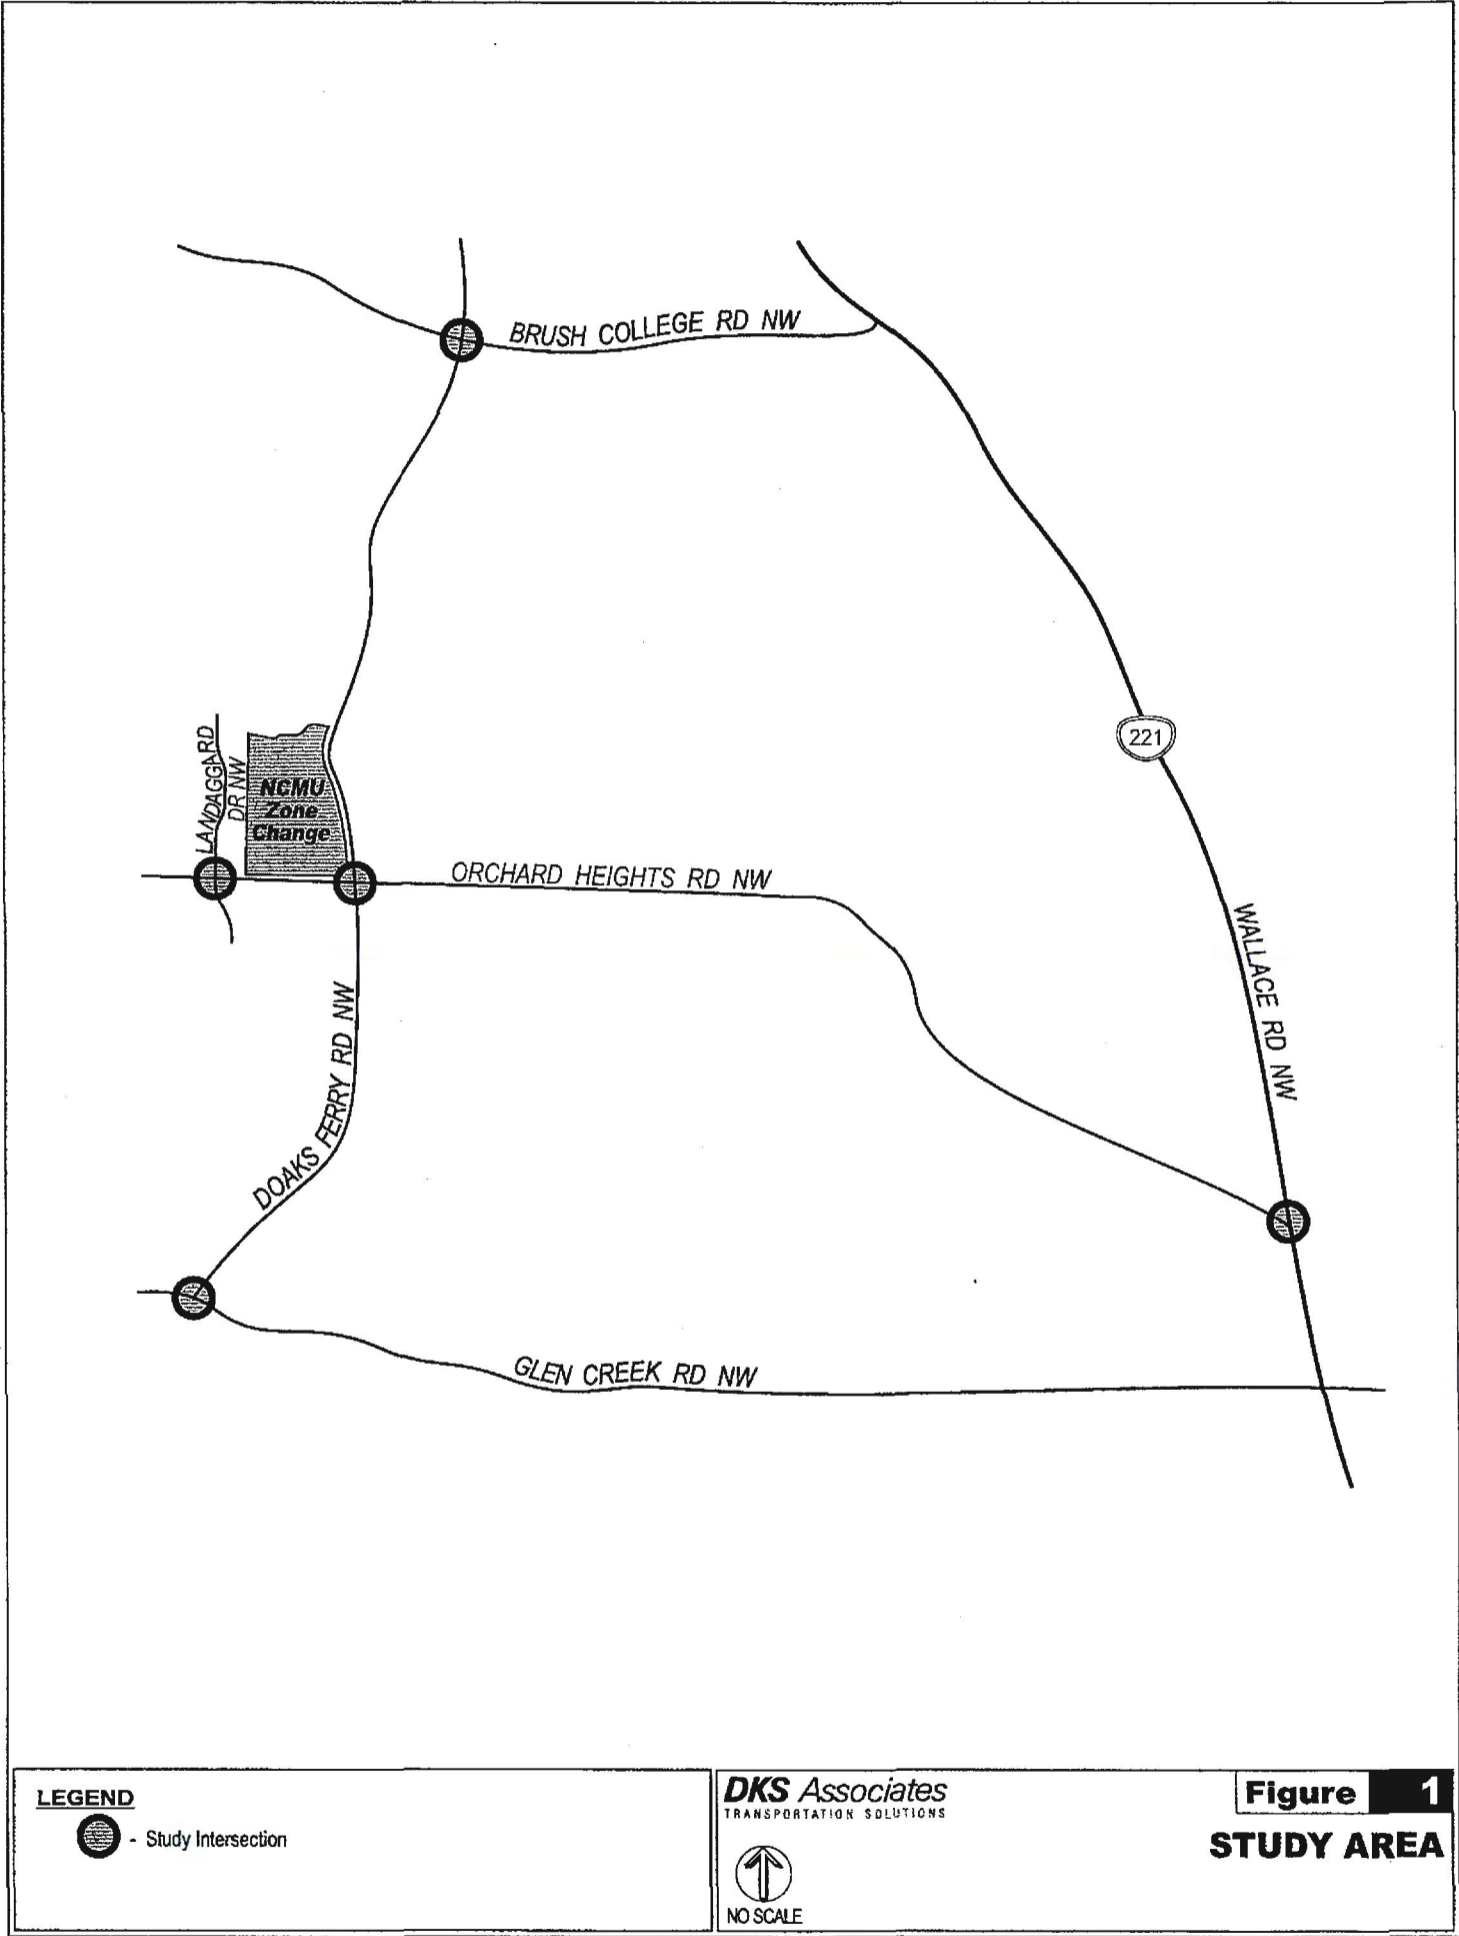 BRUSH COLLEGE RD NW
221
LANDAGGARD
DR NW
NCMU
Zone
Change
ORCHARD HEIGHTS RD NW
WALLACE RD NW
DOAKS FERRY RD NW
GLEN CREEK RD NW
LEGEND
- Study Intersection
DKS Associates
TRANSPORTATION SOLUTIONS
NO SCALE
Figure 1
STUDY AREA